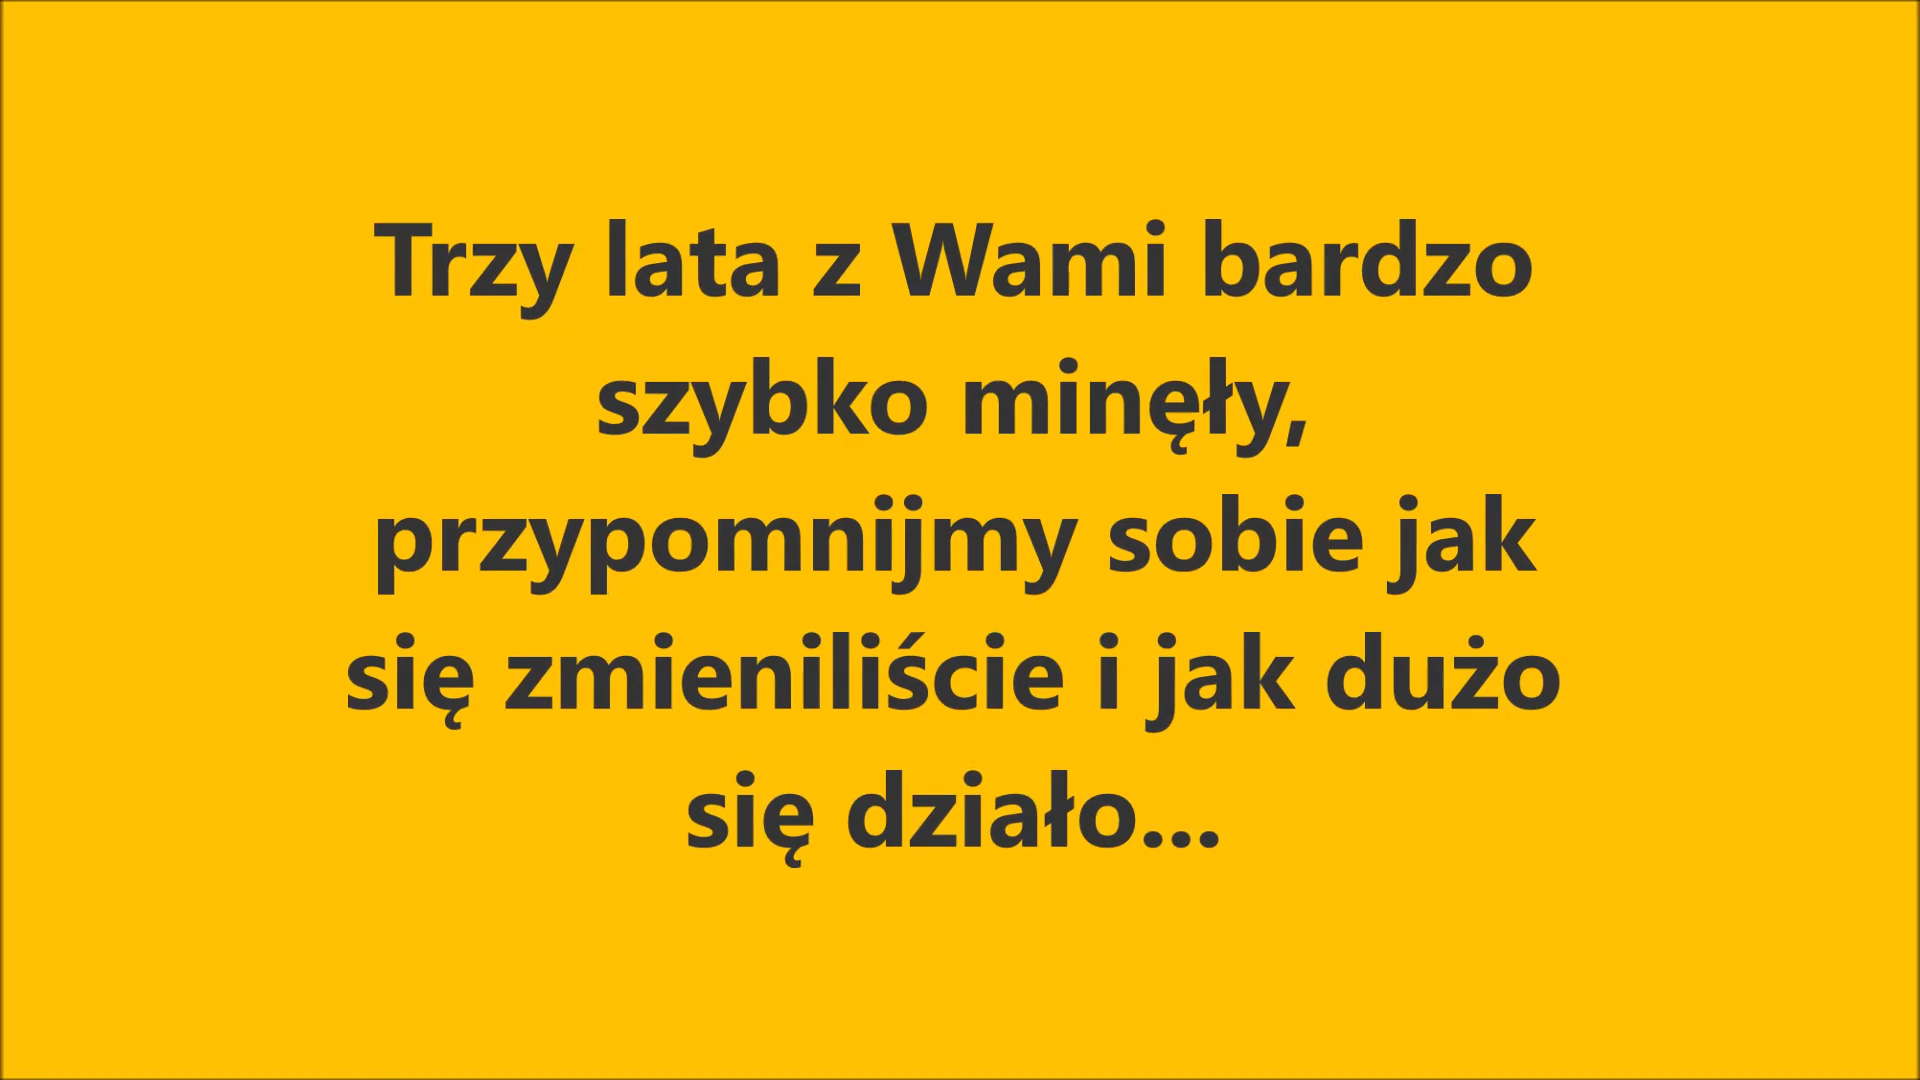 Trzy lata z Wami bardzo
szybko minęły,
przypomnijmy sobie jak
się zmieniliście i jak dużo
się działo...